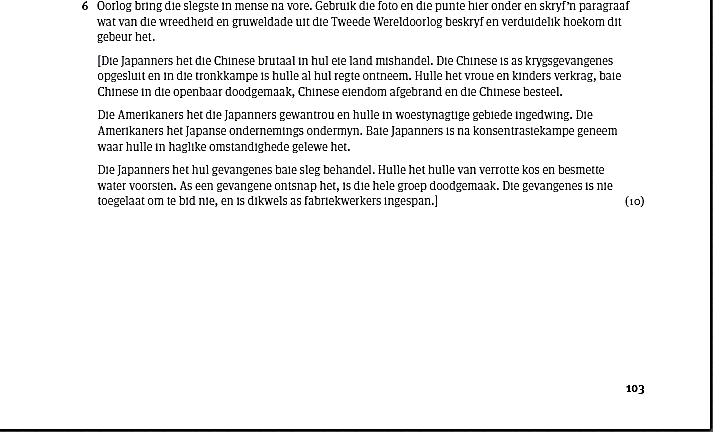 6 Oorlog bring die slegste in mense na vore. Gebruik die foto en die punte hier onder en skryf 'n paragraaf
wat van die wreedheid en gruweldade uit die Tweede Wereldoorlog beskryf en verduidelik hoekom dit
gebeur het.
[Die Japanners het die Chinese brutaal in hul eie land mishandel. Die Chinese is as krygsgevangenes
opgesluit en in die tronkkampe is hulle al hul regte ontneem. Hulle het vroue en kinders verkrag, baie
Chinese in die openbaar doodgemaak, Chinese eiendom afgebrand en die Chinese besteel.
Die Amerikaners het die Japanners gewantrou en hulle in woestynagtige gebiede ingedwing. Die
Amerikaners het Japanse ondernemings ondermyn. Baie Japanners is na konsentrasiekampe geneem
waar hulle in haglike omstandighede gelewe het.
Die Japanners het hul gevangenes baie sleg behandel. Hulle het hulle van verrotte kos en besmette
water voorsien. As een gevangene ontsnap het, is die hele groep doodgemaak. Die gevangenes is nie
toegelaat om te bid nie, en is dikwels as fabriekwerkers ingespan.] (10)
103